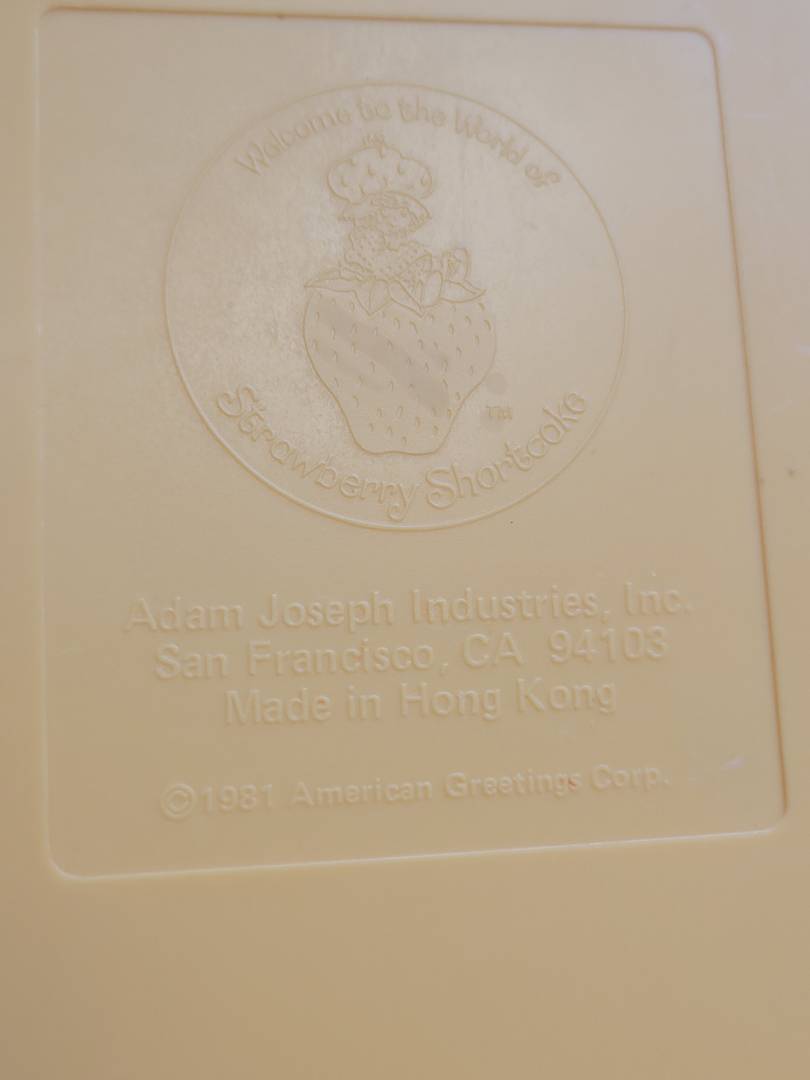 Welcome to the World of
Strawberry Shortcake
TM
Adam Joseph Industries, Inc.
San Francisco, CA 94103
Made in Hong Kong
©1981 American Greetings Corp.